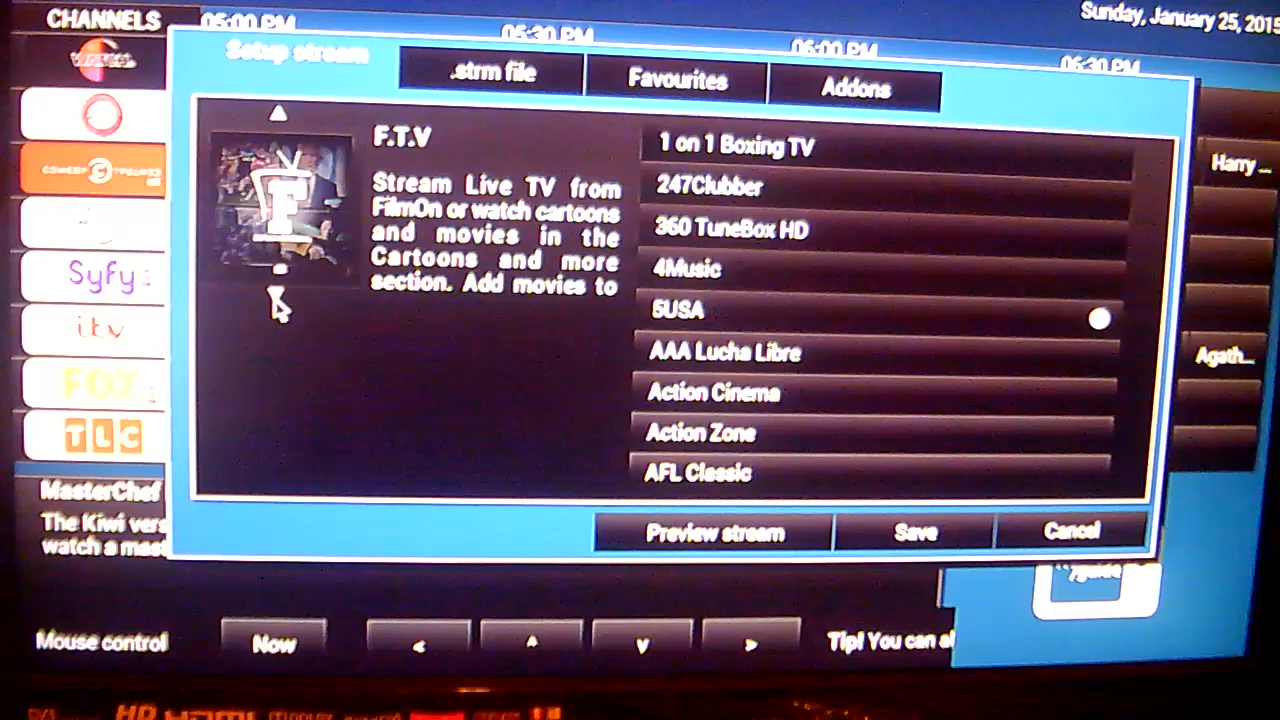 CHANNELS
05:00 PM
05:30 PM
06:00 PM
06:30 PM
Sunday, January 25, 2015
Setup stream
.strm file
Favourites
Addons
F.T.V
Stream Live TV from
FilmOn or watch cartoons
and movies in the
Cartoons and more
section. Add movies to
1 on 1 Boxing TV
247Clubber
360 TuneBox HD
4Music
5USA
AAA Lucha Libre
Action Cinema
Action Zone
AFL Classic
Preview stream
Save
Cancel
Syfy
itv
FOX
TLC
Harry ...
Agath...
MasterChef
The Kiwi vers
watch a mas
Mouse control
Now
<
^
v
>
Tip! You can al
HD HDMI